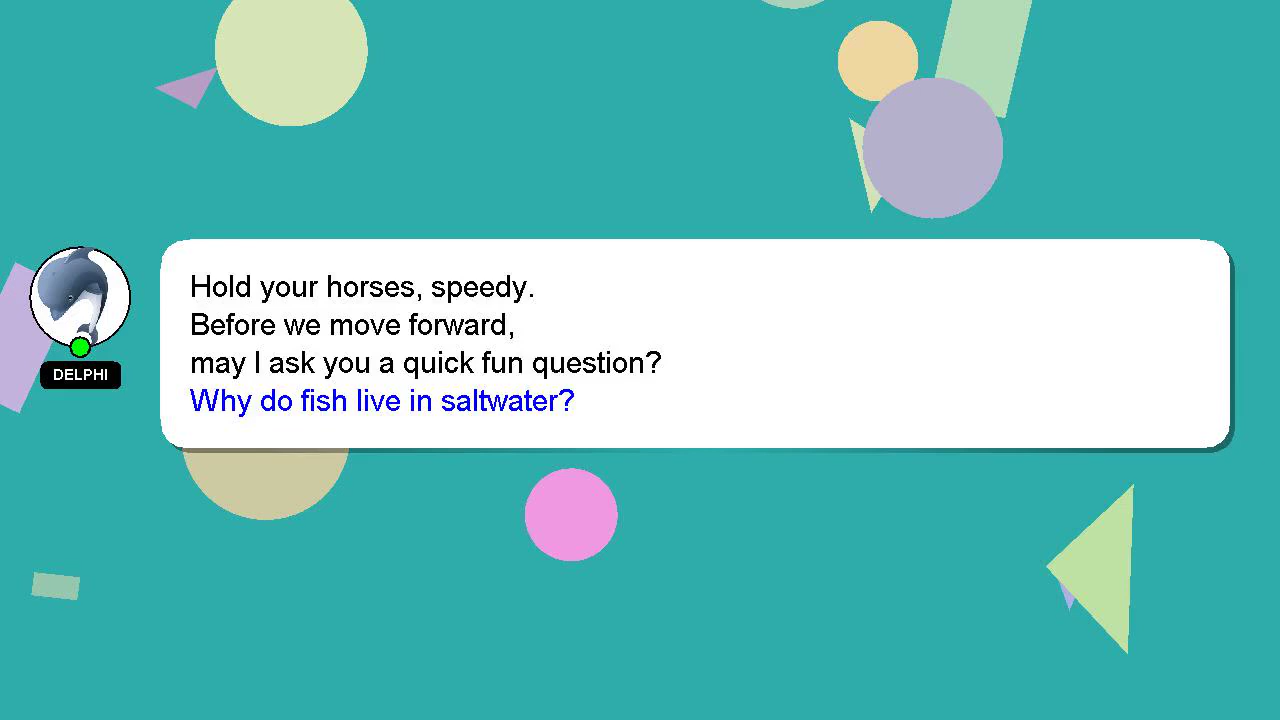 Hold your horses, speedy.
Before we move forward,
may I ask you a quick fun question?
Why do fish live in saltwater?
DELPHI